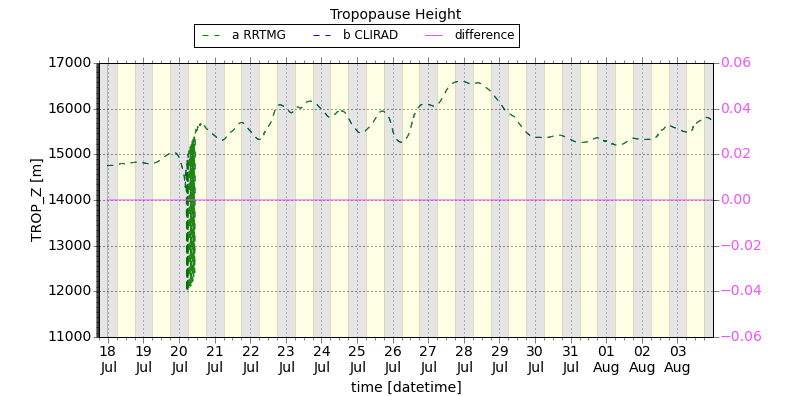 Tropopause Height
a RRTMG b CLIRAD difference
17000 0.06
16000 0.04
15000 0.02
14000 0.00
13000 −0.02
12000 −0.04
11000 −0.06
TROP_Z [m]
18 19 20 21 22 23 24 25 26 27 28 29 30 31 01 02 03
Jul Jul Jul Jul Jul Jul Jul Jul Jul Jul Jul Jul Jul Jul Aug Aug Aug
time [datetime]